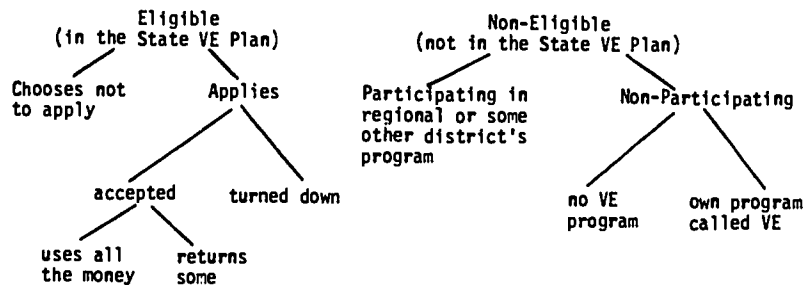 Eligible
(in the State VE Plan)
Chooses not
to apply
Applies
accepted
turned down
uses all
the money
returns
some
Non-Eligible
(not in the State VE Plan)
Participating in
regional or some
other district's
program
Non-Participating
no VE
program
own program
called VE